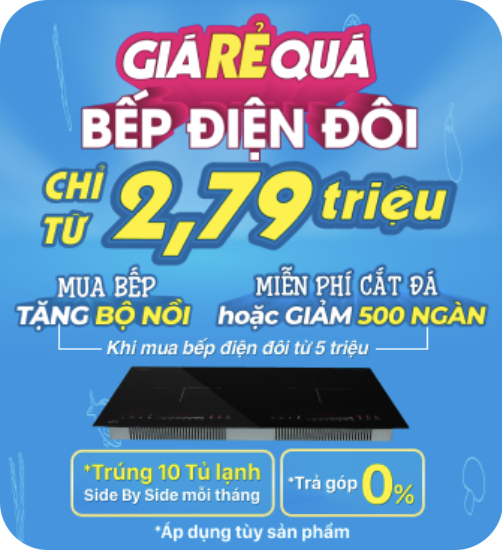 GIÁ RẺ QUÁ
BẾP ĐIỆN ĐÔI
CHỈ TỪ 2,79 triệu
MUA BẾP
TẶNG BỘ NỒI
MIỄN PHÍ CẮT ĐÁ
hoặc GIẢM 500 NGÀN
Khi mua bếp điện đôi từ 5 triệu
*Trúng 10 Tủ lạnh
Side By Side mỗi tháng
*Trả góp 0%
*Áp dụng tùy sản phẩm